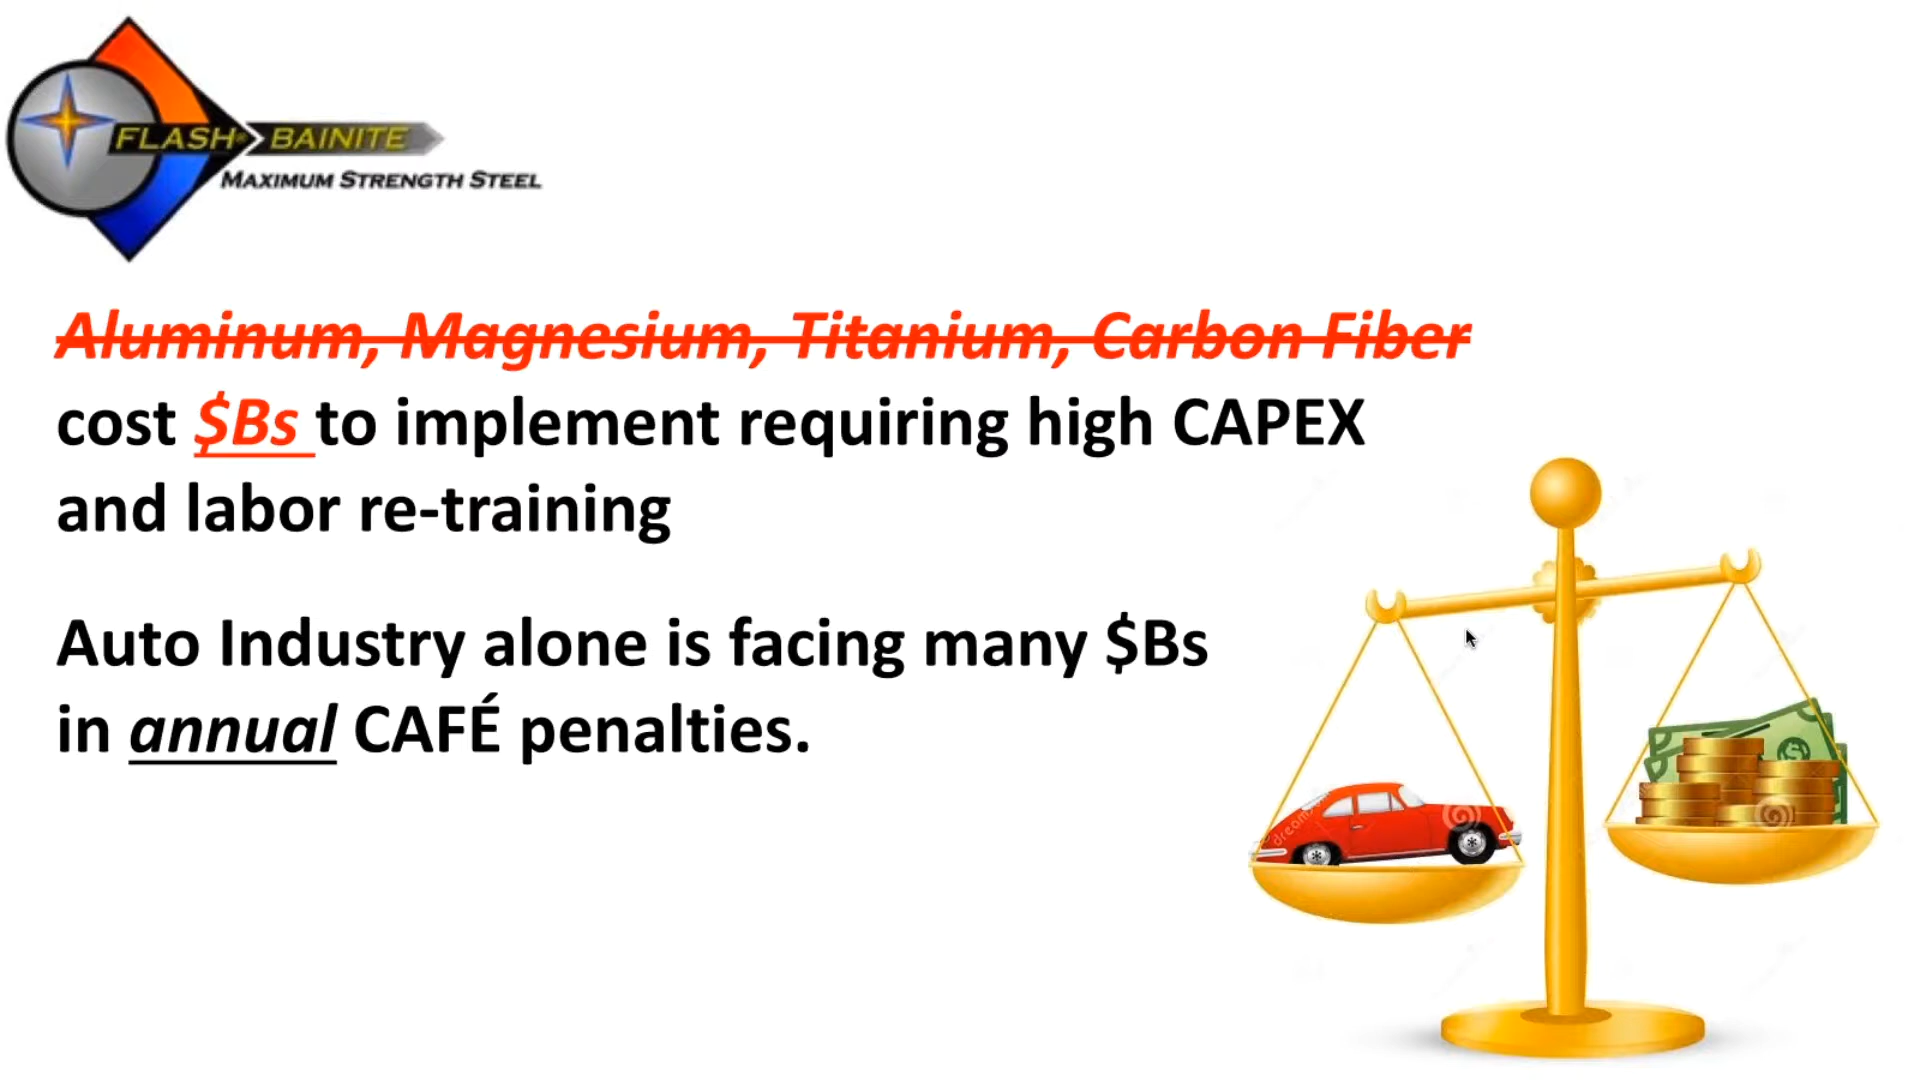 FLASH® BAINITE
MAXIMUM STRENGTH STEEL
Aluminum, Magnesium, Titanium, Carbon Fiber
cost $Bs to implement requiring high CAPEX
and labor re-training
Auto Industry alone is facing many $Bs
in annual CAFÉ penalties.